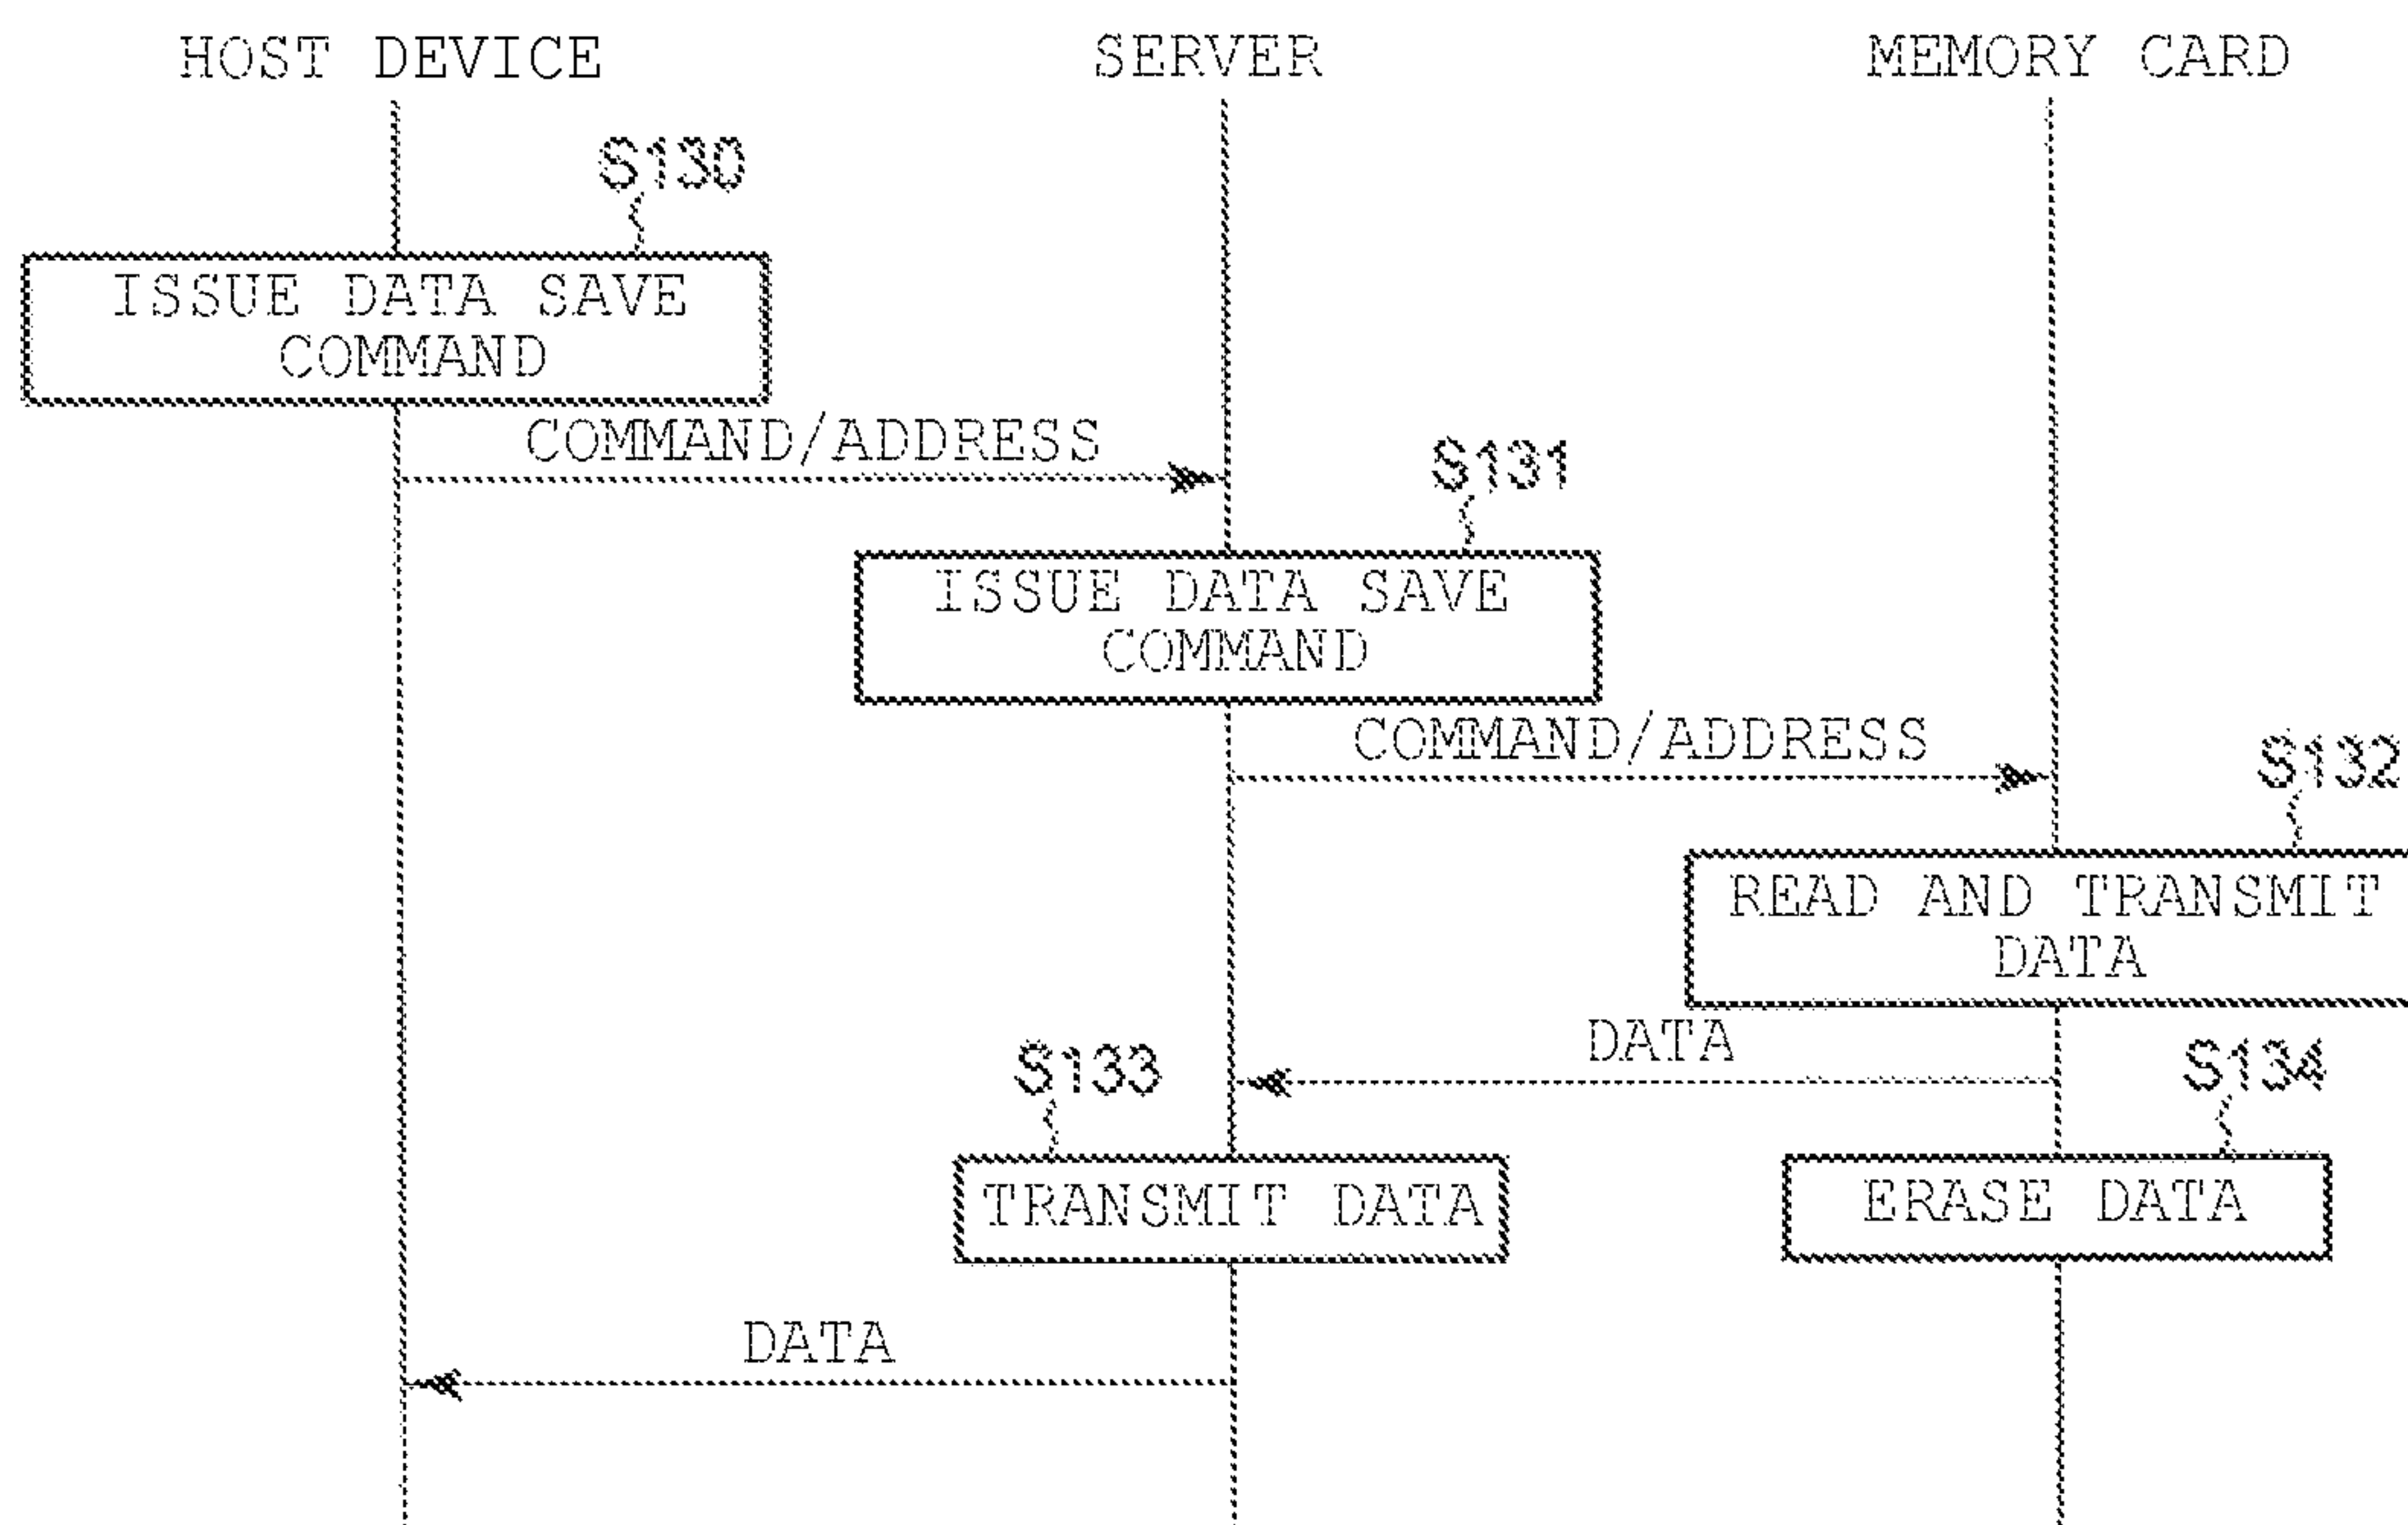 HOST DEVICE
SERVER
MEMORY CARD
S130
ISSUE DATA SAVE
COMMAND
COMMAND/ADDRESS
S131
ISSUE DATA SAVE
COMMAND
COMMAND/ADDRESS
S132
READ AND TRANSMIT
DATA
DATA
S133
S134
TRANSMIT DATA
ERASE DATA
DATA